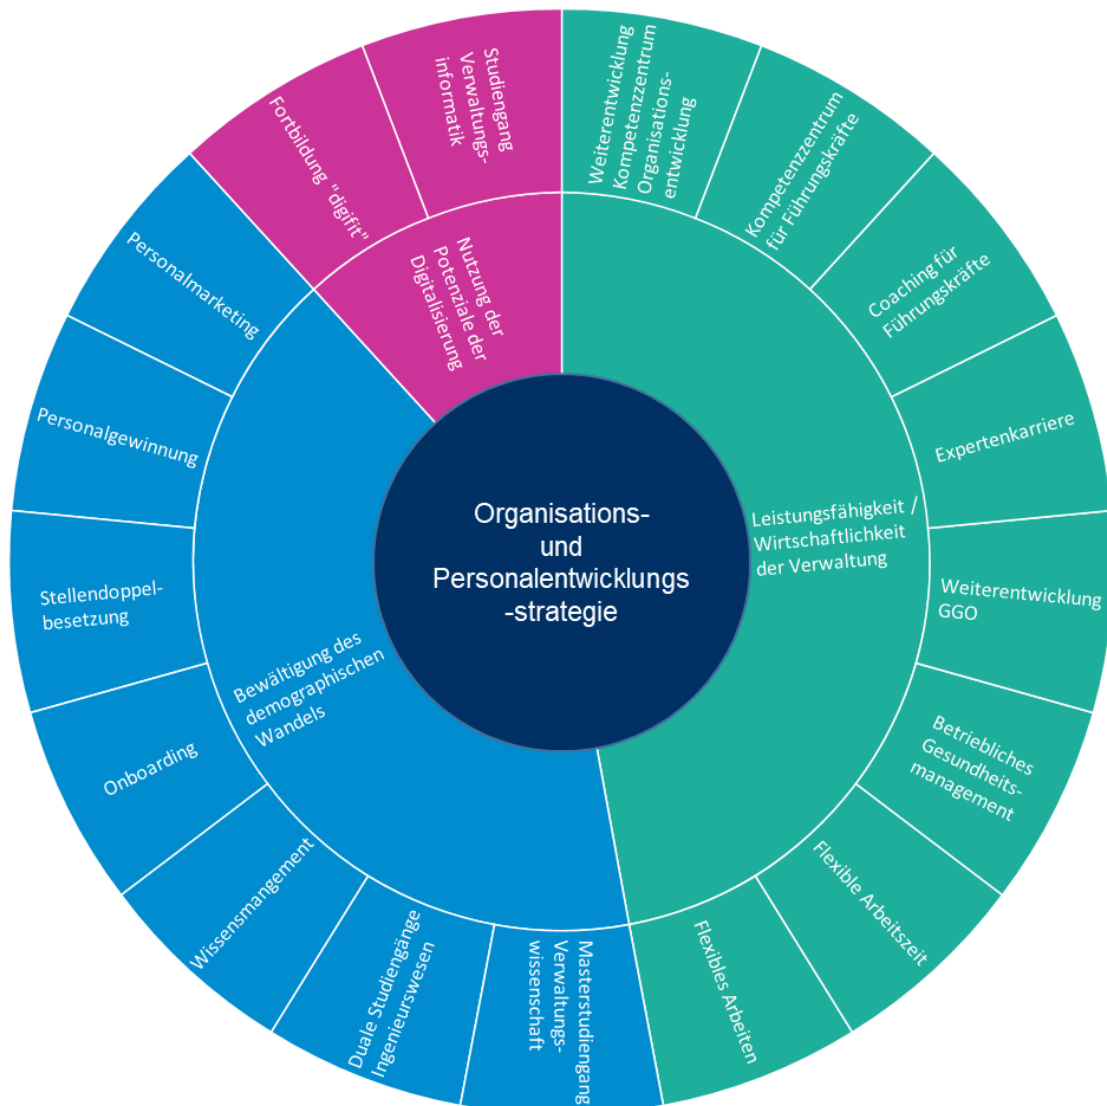 Organisations-
und
Personalentwicklungs
-strategie
Leistungsfähigkeit /
Wirtschaftlichkeit
der Verwaltung
Weiterentwicklung
Kompetenzzentrum
Organisations-
entwicklung
Kompetenzzentrum
für Führungskräfte
Coaching für
Führungskräfte
Expertenkarriere
Weiterentwicklung
GGO
Betriebliches
Gesundheits-
management
Flexible Arbeitszeit
Flexibles Arbeiten
Bewältigung des
demographischen
Wandels
Masterstudiengang
Verwaltungs-
wissenschaft
Duale Studiengänge
Ingenieurswesen
Wissensmangement
Onboarding
Stellendoppel-
besetzung
Personalgewinnung
Personalmarketing
Nutzung der
Potenziale der
Digitalisierung
Fortbildung "digifit"
Studiengang
Verwaltungs-
informatik